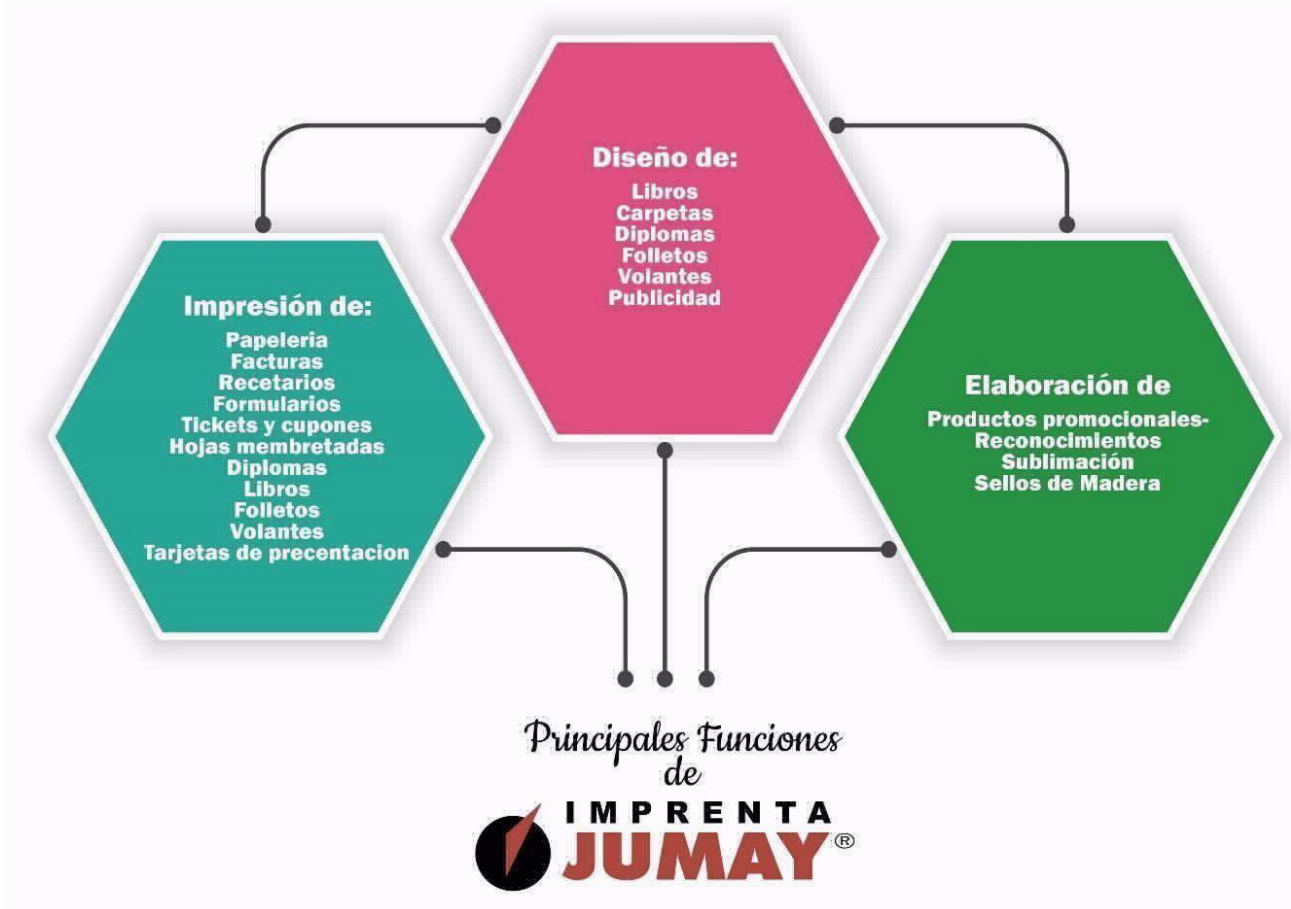 Diseño de:
Libros
Carpetas
Diplomas
Folletos
Volantes
Publicidad
Impresión de:
Papeleria
Facturas
Recetarios
Formularios
Tickets y cupones
Hojas membretadas
Diplomas
Libros
Folletos
Volantes
Tarjetas de precentacion
Elaboración de
Productos promocionales-
Reconocimientos
Sublimación
Sellos de Madera
Principales Funciones
de
IMPRENTA
JUMAY®